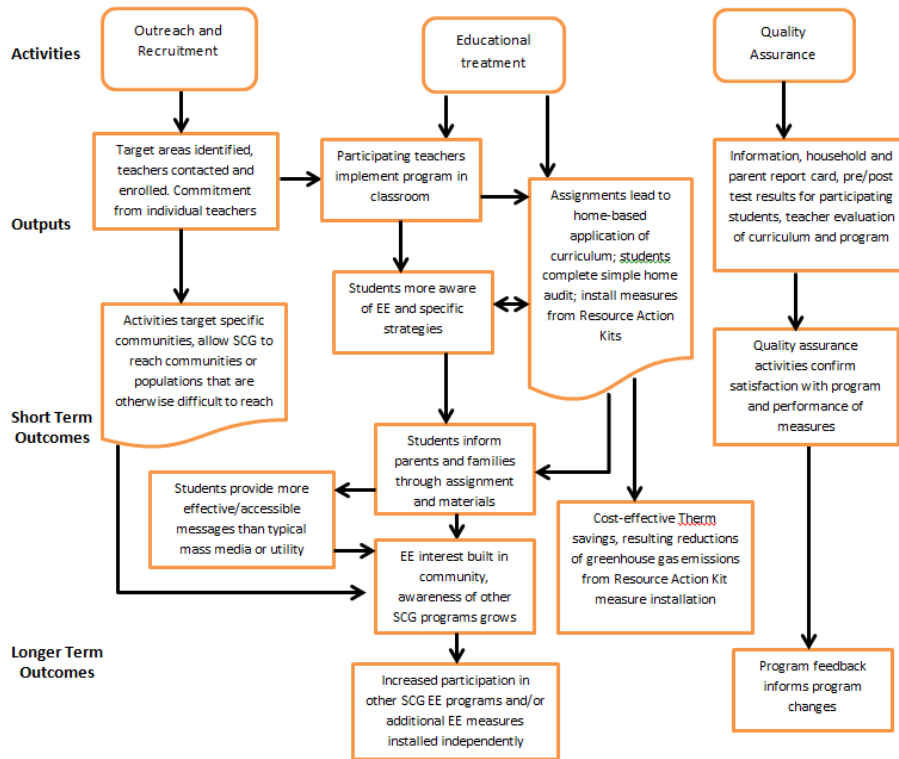 Activities
Outreach and
Recruitment
Educational
treatment
Quality
Assurance
Outputs
Target areas identified,
teachers contacted and
enrolled. Commitment
from individual teachers
Participating teachers
implement program in
classroom
Assignments lead to
home-based
application of
curriculum; students
complete simple home
audit; install measures
from Resource Action
Kits
Information, household and
parent report card, pre/post
test results for participating
students, teacher evaluation
of curriculum and program
Students more aware
of EE and specific
strategies
Short Term
Outcomes
Activities target specific
communities, allow SCG to
reach communities or
populations that are
otherwise difficult to reach
Quality assurance
activities confirm
satisfaction with program
and performance of
measures
Students inform
parents and families
through assignment
and materials
Students provide more
effective/accessible
messages than typical
mass media or utility
EE interest built in
community,
awareness of other
SCG programs grows
Cost-effective Therm
savings, resulting reductions
of greenhouse gas emissions
from Resource Action Kit
measure installation
Longer Term
Outcomes
Increased participation in
other SCG EE programs and/or
additional EE measures
installed independently
Program feedback
informs program
changes